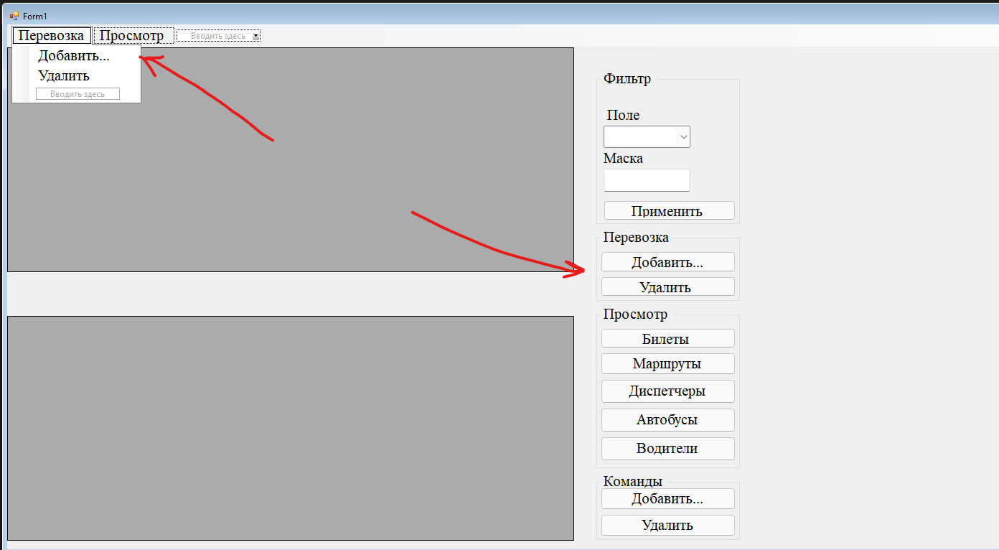 Form1
Перевозка Просмотр Вводить здесь
Добавить...
Удалить
Вводить здесь
Фильтр
Поле
Маска
Применить
Перевозка
Добавить...
Удалить
Просмотр
Билеты
Маршруты
Диспетчеры
Автобусы
Водители
Команды
Добавить...
Удалить